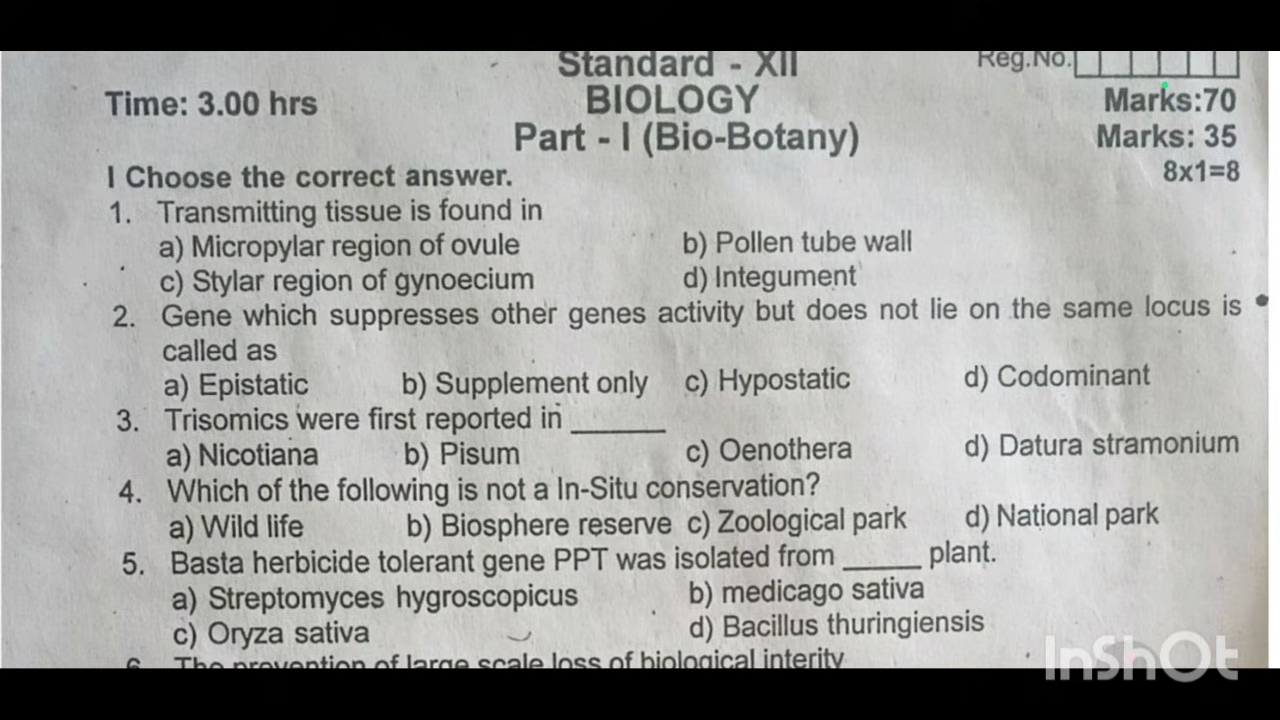 Standard - XII
Reg.No.
Time: 3.00 hrs
BIOLOGY
Marks:70
Part - I (Bio-Botany)
Marks: 35
I Choose the correct answer.
8x1=8
1. Transmitting tissue is found in
a) Micropylar region of ovule b) Pollen tube wall
c) Stylar region of gynoecium d) Integument
2. Gene which suppresses other genes activity but does not lie on the same locus is
called as
a) Epistatic b) Supplement only c) Hypostatic d) Codominant
3. Trisomics were first reported in ______
a) Nicotiana b) Pisum c) Oenothera d) Datura stramonium
4. Which of the following is not a In-Situ conservation?
a) Wild life b) Biosphere reserve c) Zoological park d) National park
5. Basta herbicide tolerant gene PPT was isolated from _____ plant.
a) Streptomyces hygroscopicus b) medicago sativa
c) Oryza sativa d) Bacillus thuringiensis
6. The prevention of large scale loss of biological interity
InShOt